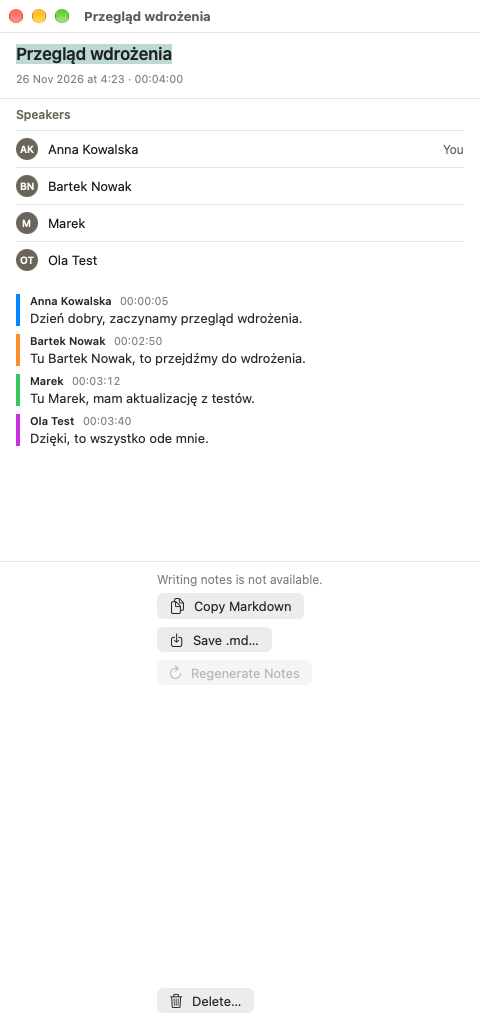 Przegląd wdrożenia
Przegląd wdrożenia
26 Nov 2026 at 4:23 · 00:04:00
Speakers
AK Anna Kowalska You
BN Bartek Nowak
M Marek
OT Ola Test
Anna Kowalska 00:00:05
Dzień dobry, zaczynamy przegląd wdrożenia.
Bartek Nowak 00:02:50
Tu Bartek Nowak, to przejdźmy do wdrożenia.
Marek 00:03:12
Tu Marek, mam aktualizację z testów.
Ola Test 00:03:40
Dzięki, to wszystko ode mnie.
Writing notes is not available.
Copy Markdown
Save .md...
Regenerate Notes
Delete...